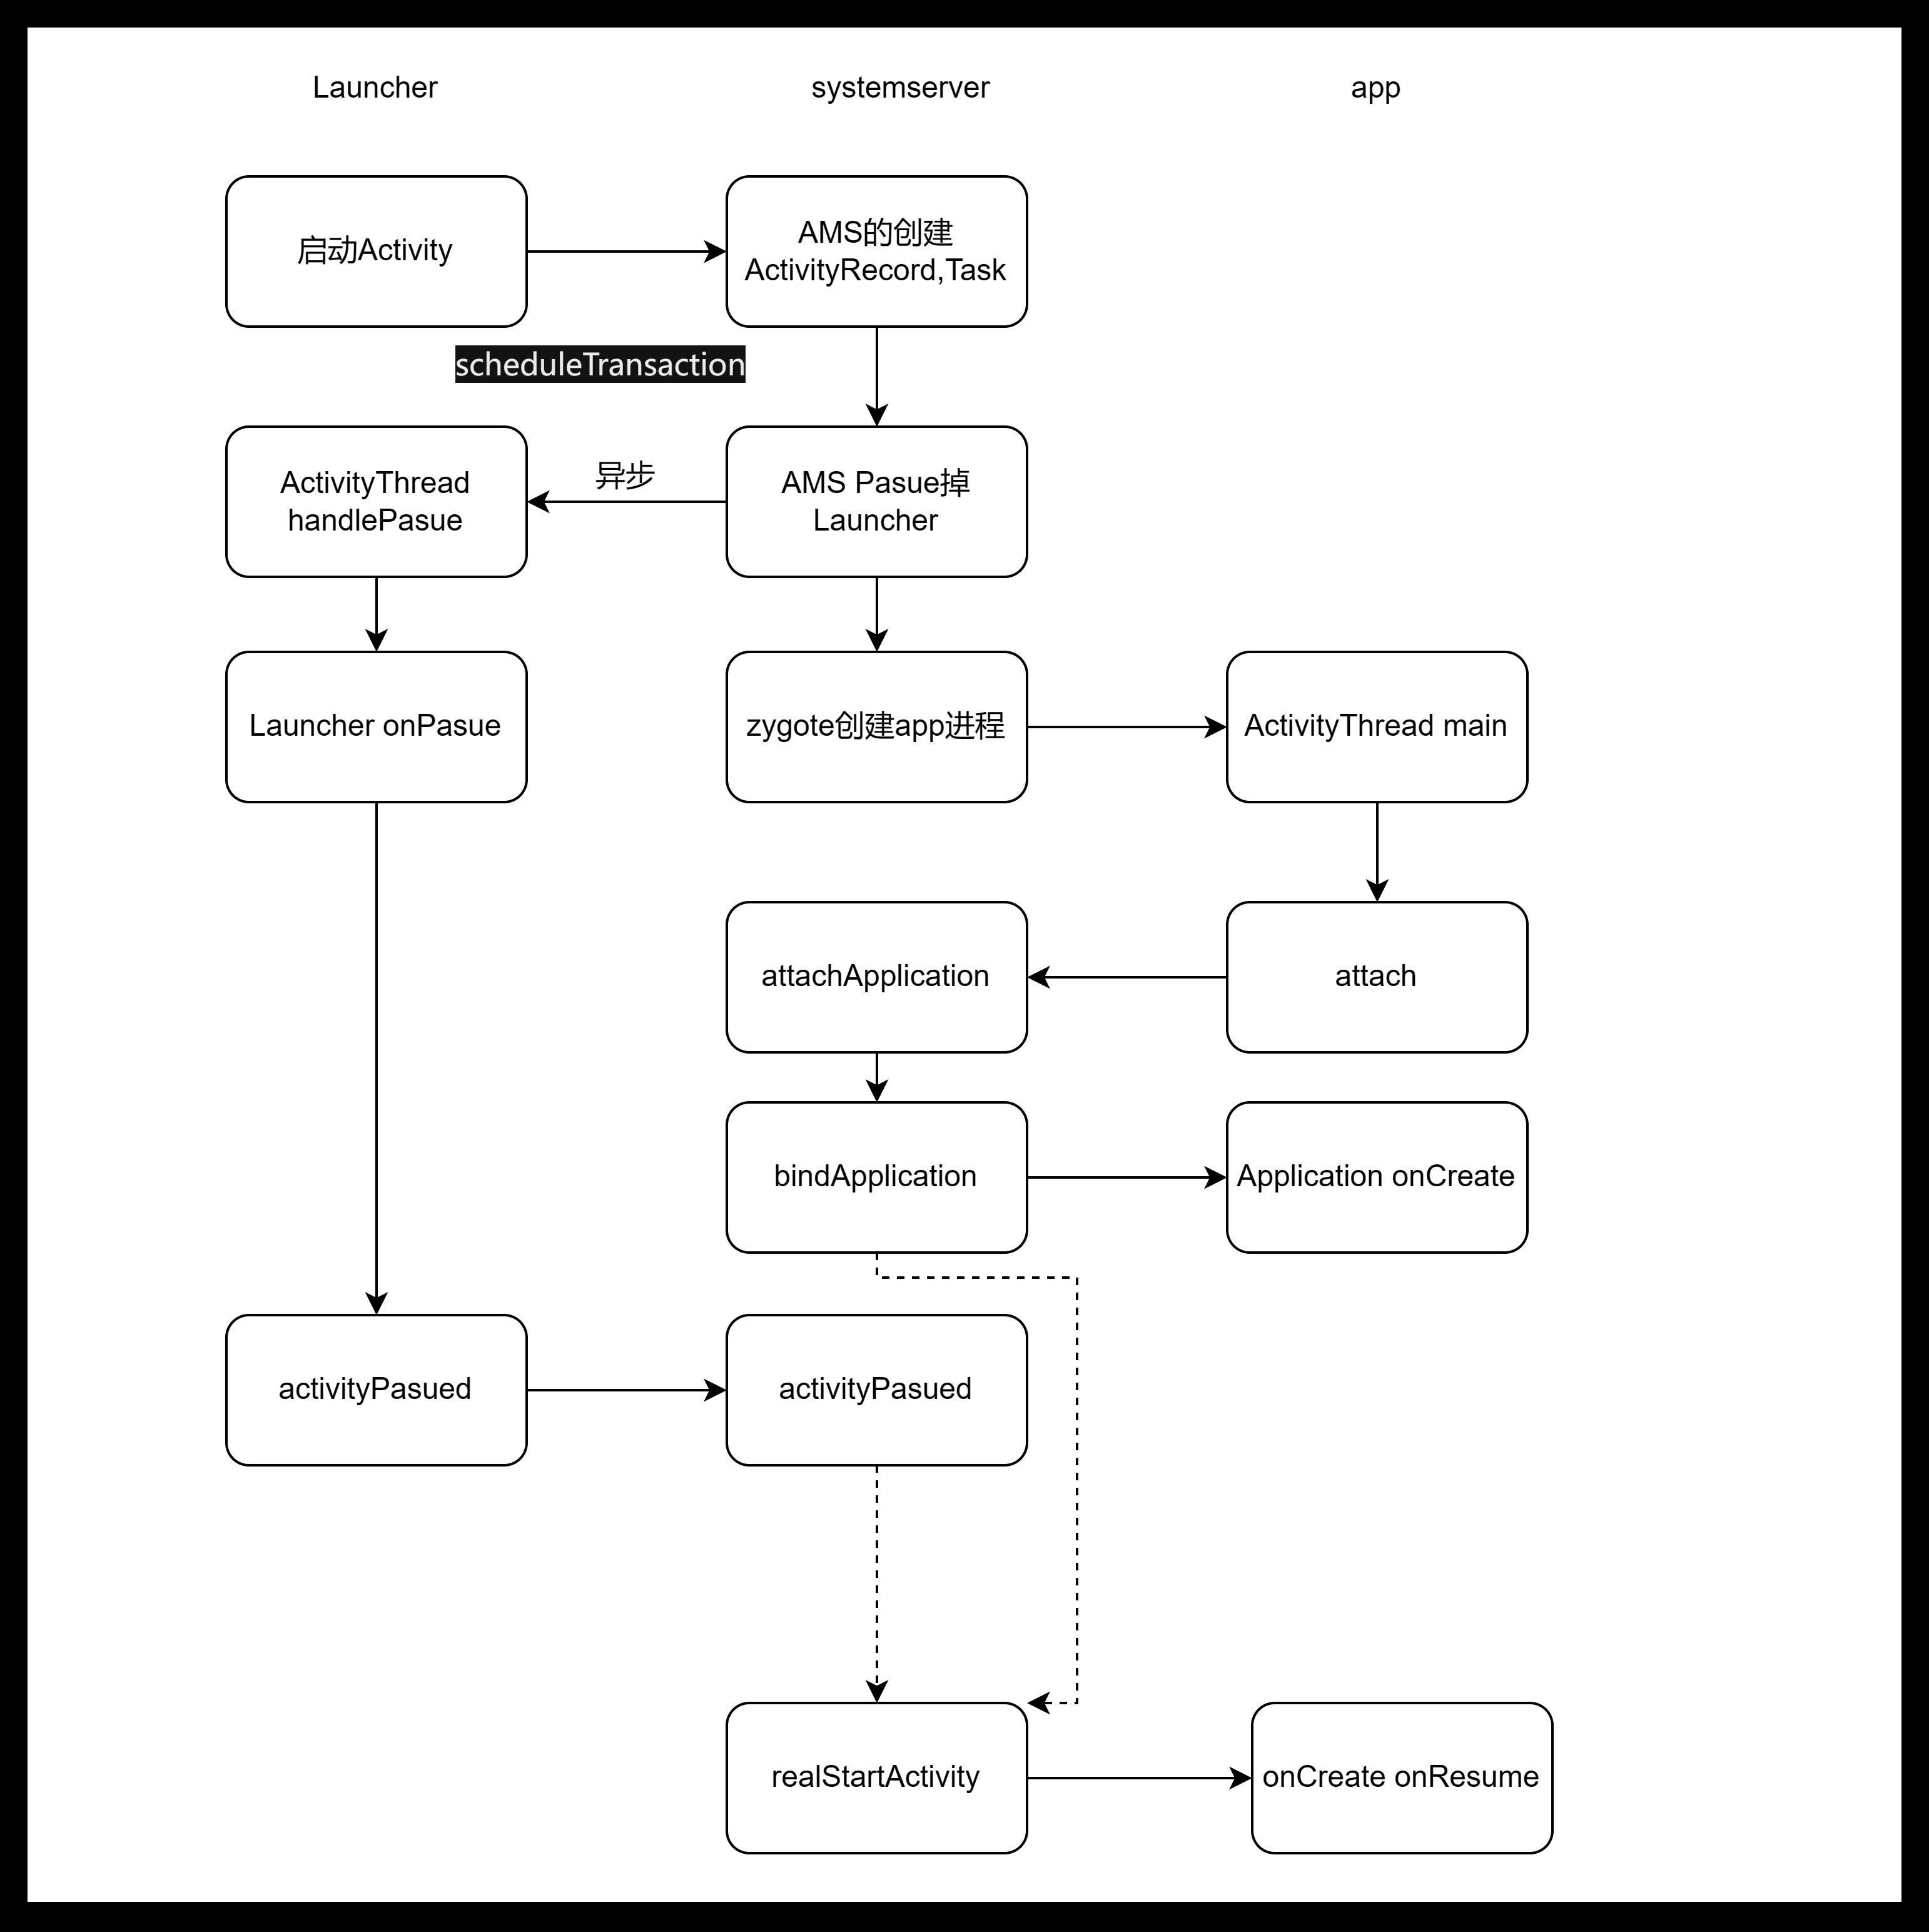 Launcher
systemserver
app
启动Activity
AMS的创建
ActivityRecord,Task
scheduleTransaction
ActivityThread
handlePasue
异步
AMS Pasue掉
Launcher
Launcher onPasue
zygote创建app进程
ActivityThread main
attachApplication
attach
bindApplication
Application onCreate
activityPasued
activityPasued
realStartActivity
onCreate onResume